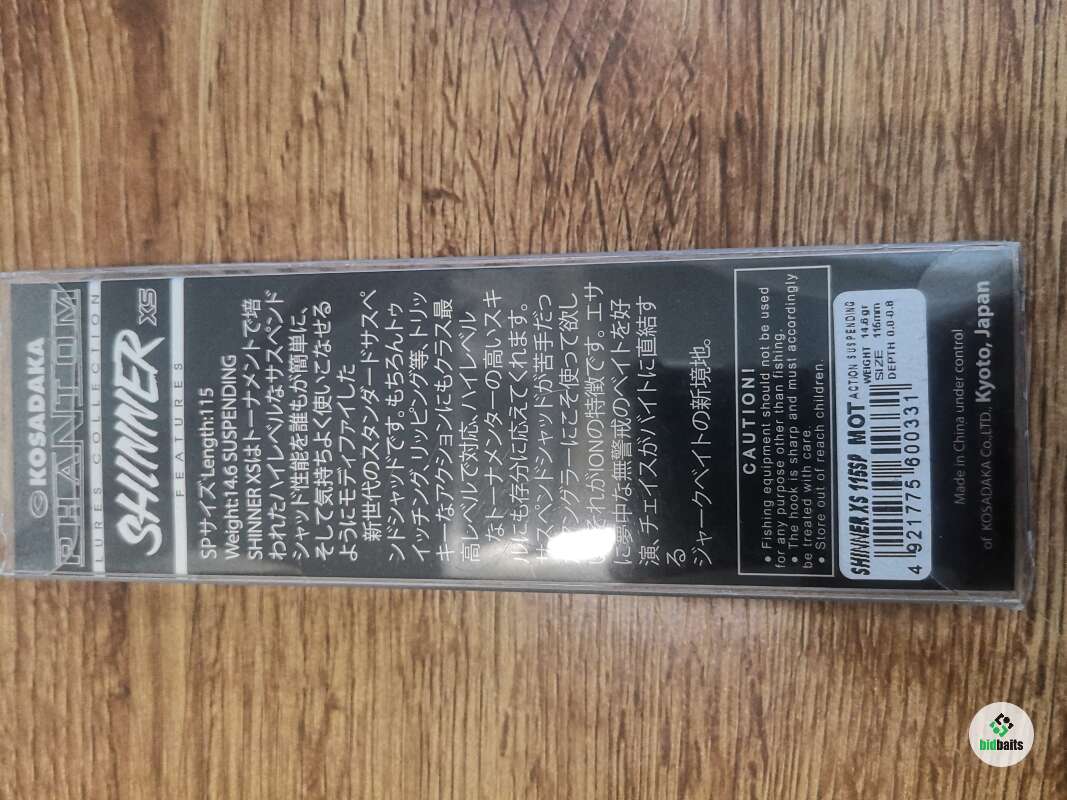 KOSADAKA
PHANTOM
LURES COLLECTION
SHINNER XS
FEATURES
SPサイズ:Length:115
Weight:14.6 SUSPENDING
SHINNER XSはトーナメントで培
われたハイレベルなサスペンド
シャッド性能を誰もが簡単に、
そして気持ちよく使いこなせる
ようにモディファイした
新世代のスタンダードサスペ
ンドシャッドです。もちろんトゥ
イッチング、リッピング等、トリッ
キーなアクションにもクラス最
高レベルで対応、ハイレベル
なトーナメンターの高いスキ
ルにも存分に応えてくれます。
サスペンドシャッドが苦手だっ
アングラーにこそ使って欲し
それがIONの特徴です。エサ
に夢中な無警戒のベイトを好
演、チェイスがバイトに直結す
る
ジャークベイトの新境地。
CAUTION!
• Fishing equipment should not be used
for any purpose other than fishing.
• The hook is sharp and must accordingly
be treated with care.
• Store out of reach children.
SHINNER XS 115SP MOT
ACTION SUSPENDING
WEIGHT 14.6 gr
SIZE 115mm
DEPTH 0.0-0.8
4 921775 600331
Made in China under control
of KOSADAKA Co.LTD, Kyoto, Japan
bidbaits